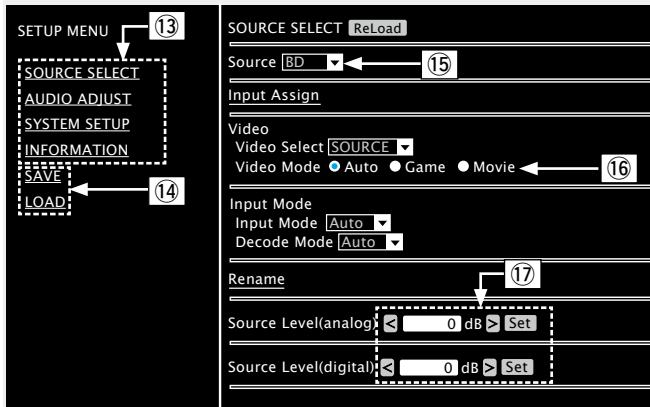 SETUP MENU ⑬
SOURCE SELECT
AUDIO ADJUST
SYSTEM SETUP
INFORMATION
SAVE
LOAD
⑭
SOURCE SELECT ReLoad
Source BD ⑮
Input Assign
Video
Video Select SOURCE
Video Mode Auto Game Movie ⑯
Input Mode
Input Mode Auto
Decode Mode Auto
Rename
⑰
Source Level(analog) < 0 dB > Set
Source Level(digital) < 0 dB > Set